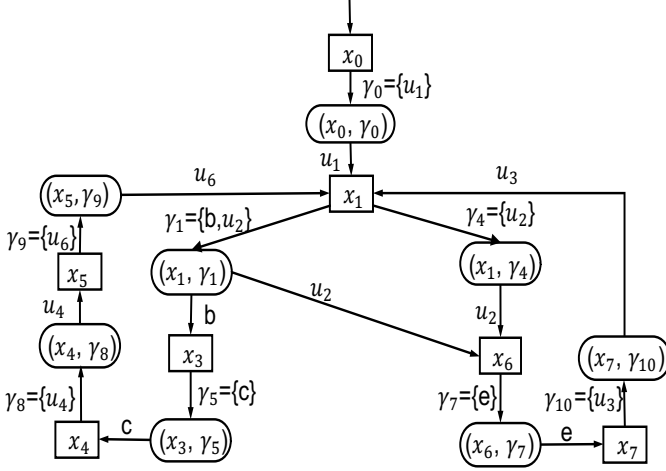 x₀
γ₀={u₁}
(x₀, γ₀)
u₁
u₆
u₃
(x₅,γ₉)
x₁
γ₁={b,u₂}
γ₄={u₂}
γ₉={u₆}
x₅
(x₁, γ₁)
(x₁, γ₄)
u₂
u₄
b
u₂
(x₄, γ₈)
x₃
x₆
(x₇, γ₁₀)
γ₈={u₄}
γ₅={c}
γ₇={e}
γ₁₀={u₃}
x₄
c
(x₃, γ₅)
(x₆, γ₇)
e
x₇